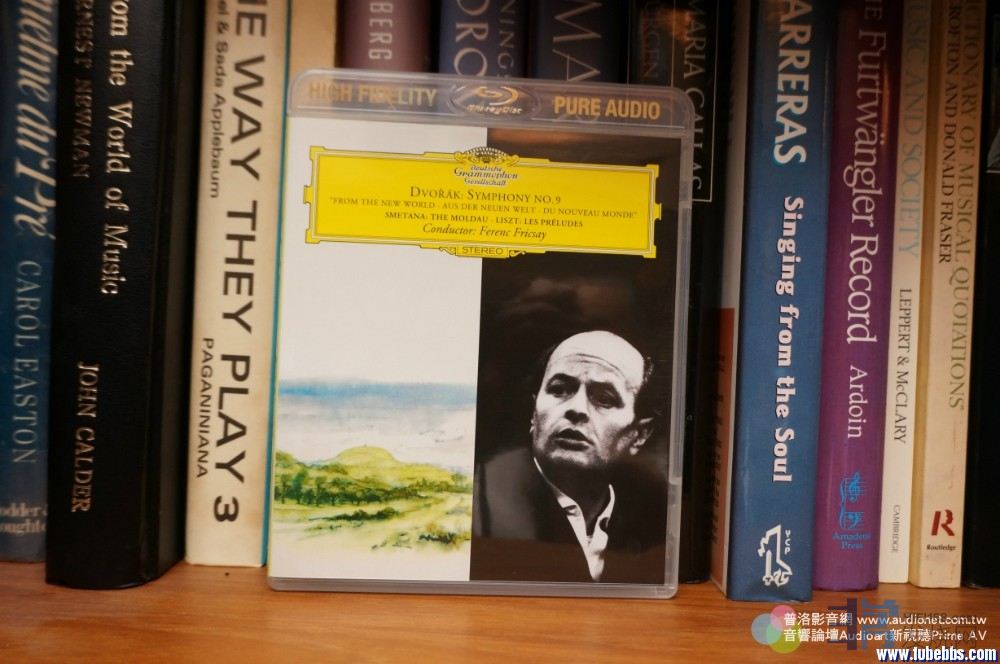 Carol Easton
From the World of Music
Ernest Newman
John Calder
The Way They Play 3
& Sada Applebaum
Paganiniana
HIGH FIDELITY
Blu-ray Disc
PURE AUDIO
Deutsche
Grammophon
Gesellschaft
DVOŘÁK: SYMPHONY NO. 9
"FROM THE NEW WORLD · AUS DER NEUEN WELT · DU NOUVEAU MONDE"
SMETANA: THE MOLDAU · LISZT: LES PRÉLUDES
Conductor: Ferenc Fricsay
STEREO
MARIA CALLAS
Singing from the Soul
Furtwängler Record
Ardoin
Amadeus
Press
LEPPERT & McCLARY
CAMBRIDGE
DICTIONARY OF MUSICAL QUOTATIONS
AND DONALD FRASER
R
Routledge
普洛影音網 www.audionet.com.tw
音響論壇Audioart新視聽Prime AV
www.fubebbs.com